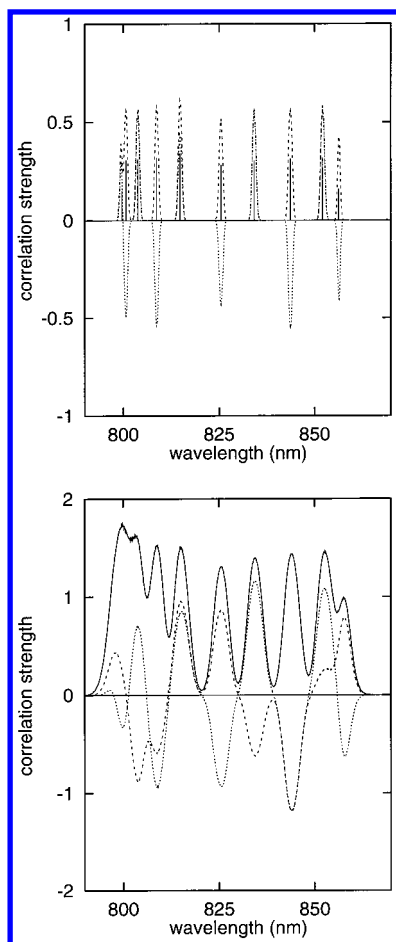 1
0.5
0
-0.5
-1
correlation strength
800 825 850
wavelength (nm)
2
1
0
-1
-2
correlation strength
800 825 850
wavelength (nm)